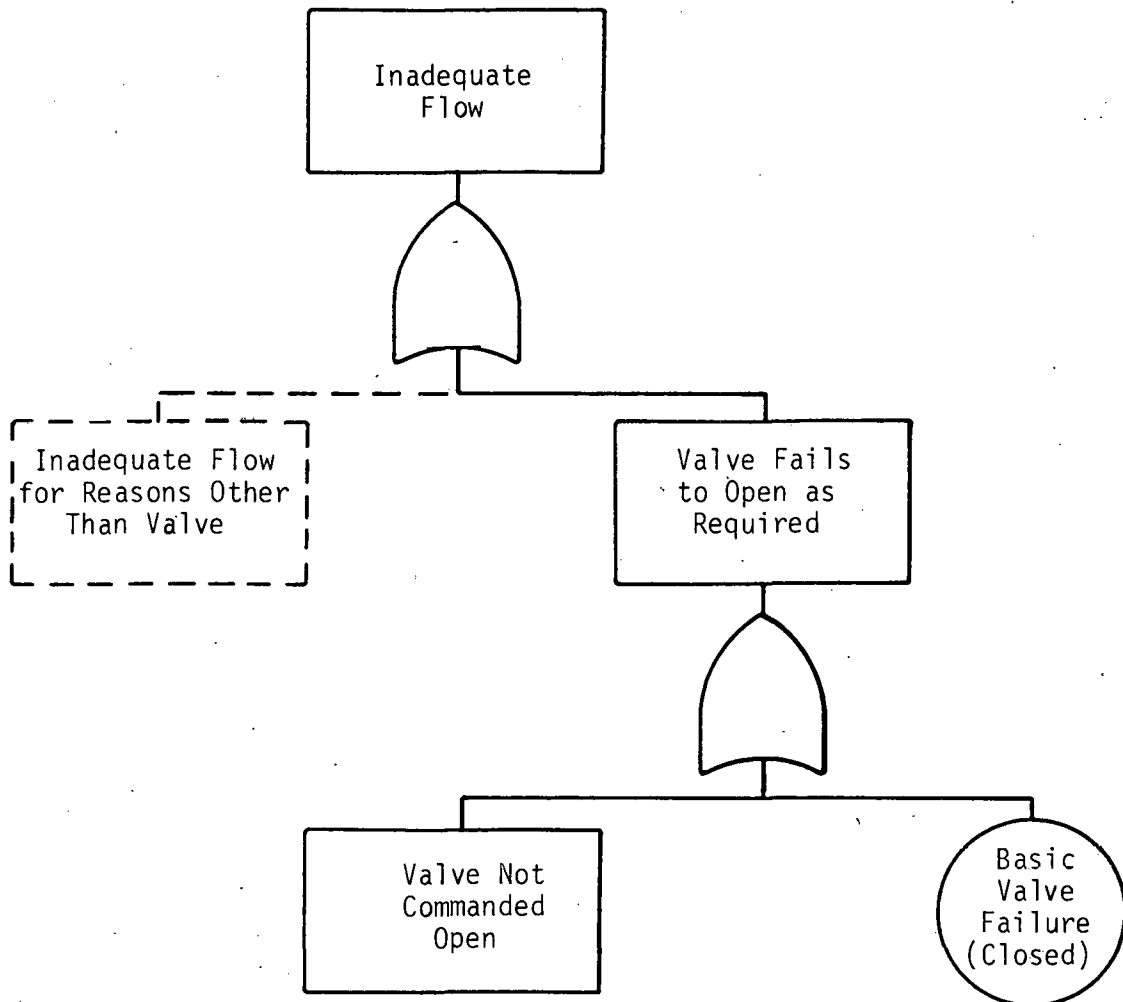 Inadequate
Flow
Inadequate Flow
for Reasons Other
Than Valve
Valve Fails
to Open as
Required
Valve Not
Commanded
Open
Basic
Valve
Failure
(Closed)